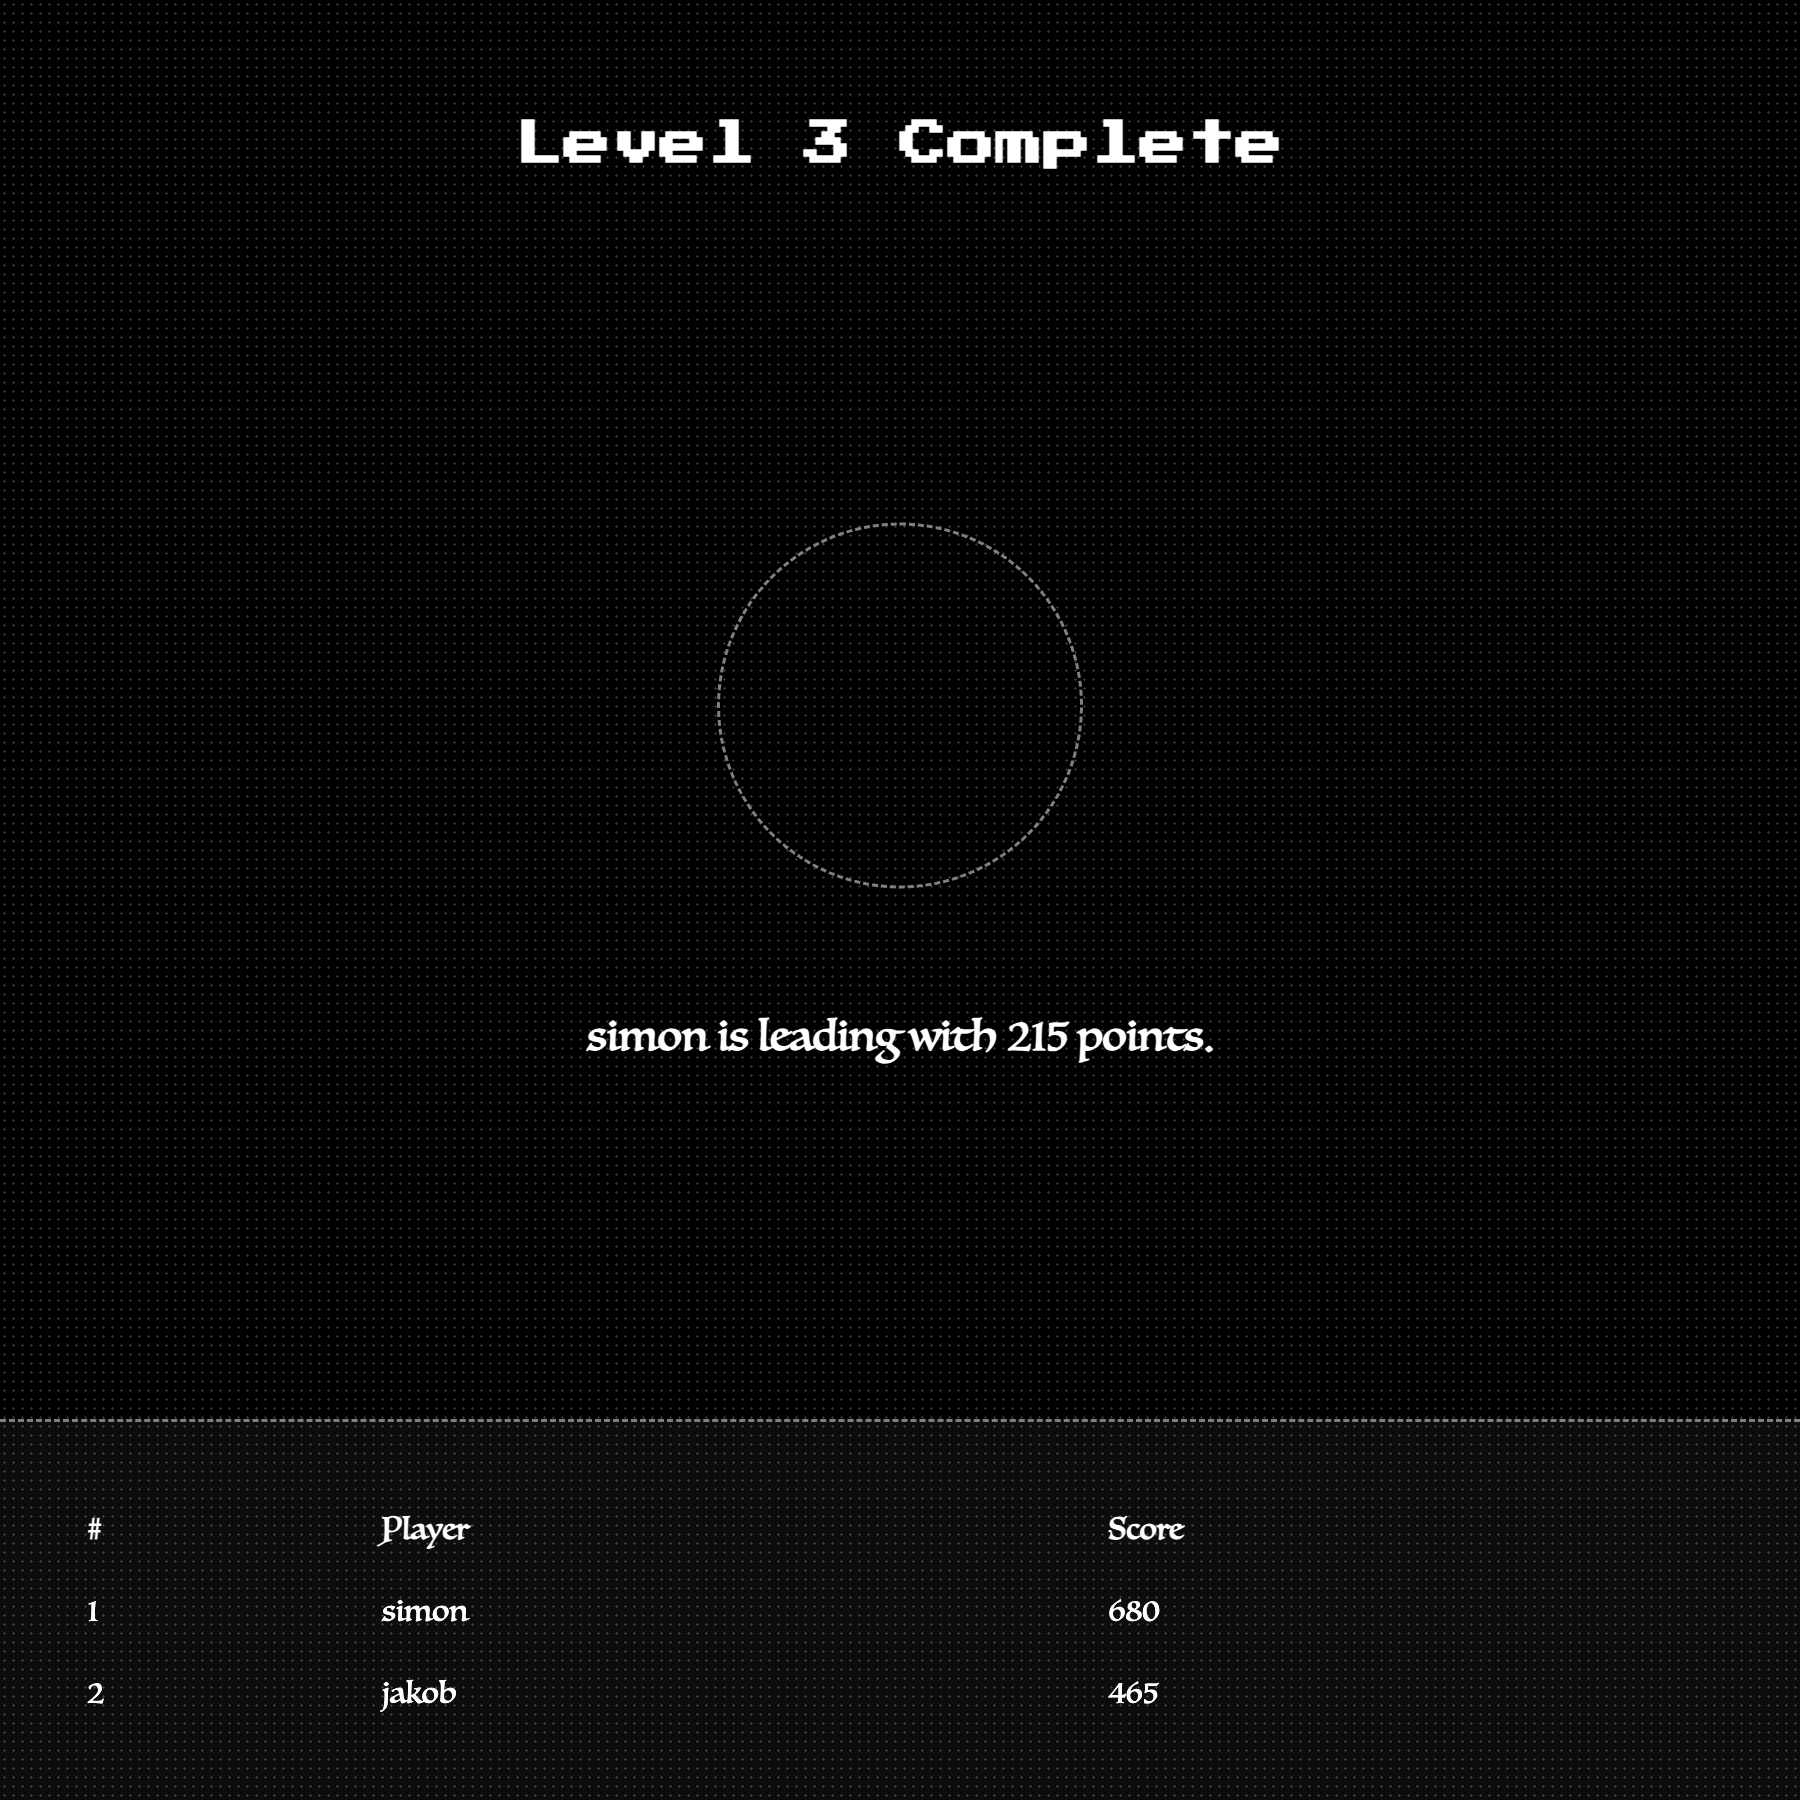 Level 3 Complete
simon is leading with 215 points.
# Player Score
1 simon 680
2 jakob 465